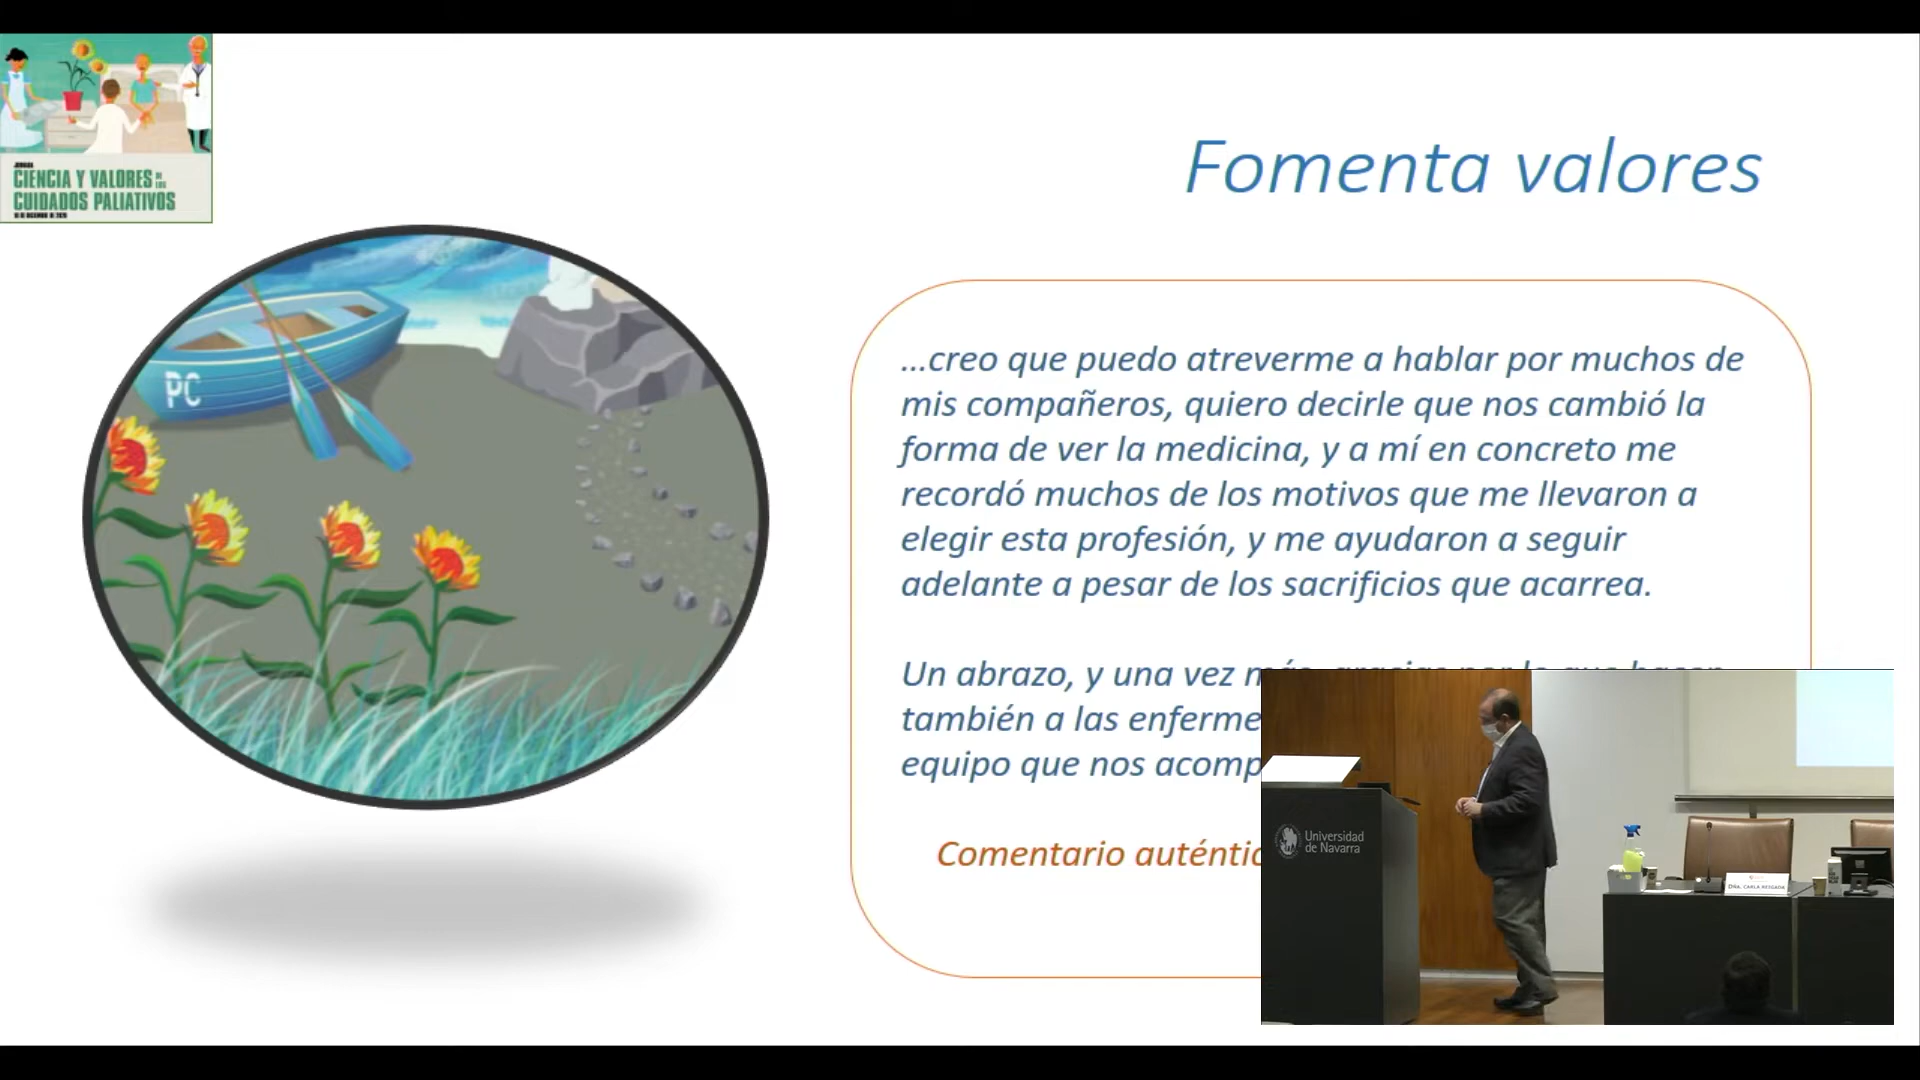 JORNADA
CIENCIA Y VALORES DE LOS
CUIDADOS PALIATIVOS
Fomenta valores
PC
...creo que puedo atreverme a hablar por muchos de
mis compañeros, quiero decirle que nos cambió la
forma de ver la medicina, y a mí en concreto me
recordó muchos de los motivos que me llevaron a
elegir esta profesión, y me ayudaron a seguir
adelante a pesar de los sacrificios que acarrea.
Un abrazo, y una vez más, gracias por lo que hacen
también a las enferme
equipo que nos acomp
Comentario auténtic
Universidad
de Navarra
Dra. CARLA REIGADA